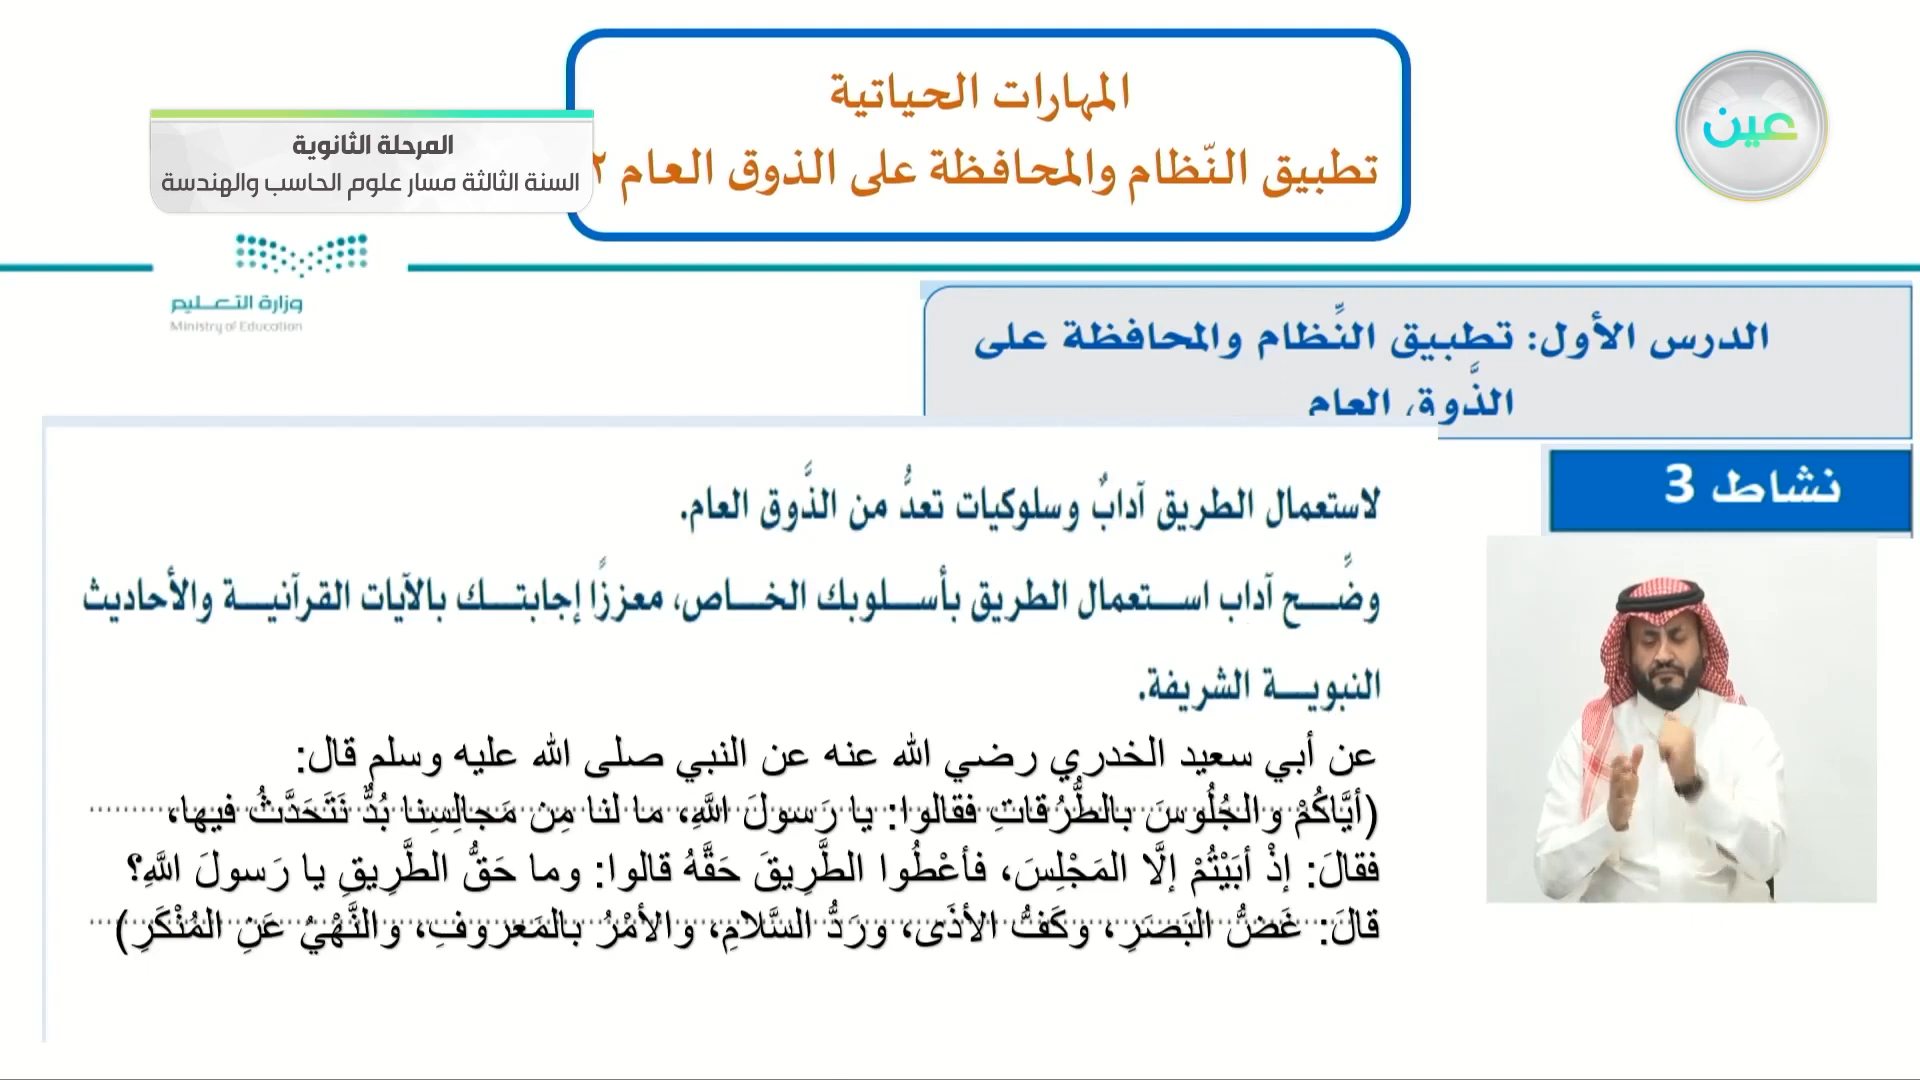 المهارات الحياتية
تطبيق النّظام والمحافظة على الذوق العام ٢
عين
المرحلة الثانوية
السنة الثالثة مسار علوم الحاسب والهندسة
وزارة التعليم
Ministry of Education
الدرس الأول: تطبيق النِّظام والمحافظة على
الذَّوق العام
نشاط 3
لاستعمال الطريق آدابٌ وسلوكيات تعدُّ من الذَّوق العام.
وضِّح آداب استعمال الطريق بأسلوبك الخاص، معززًا إجابتك بالآيات القرآنية والأحاديث
النبوية الشريفة.
عن أبي سعيد الخدري رضي الله عنه عن النبي صلى الله عليه وسلم قال:
(أيَّاكُمْ والجُلُوسَ بالطُّرُقاتِ فقالوا: يا رَسولَ اللَّهِ، ما لنا مِن مَجالِسِنا بُدٌّ نَتَحَدَّثُ فيها،
فقالَ: إذْ أبَيْتُمْ إلَّا المَجْلِسَ، فأعْطُوا الطَّرِيقَ حَقَّهُ قالوا: وما حَقُّ الطَّرِيقِ يا رَسولَ اللَّهِ؟
قالَ: غَضُّ البَصَرِ، وكَفُّ الأذَى، ورَدُّ السَّلامِ، والأمْرُ بالمَعروفِ، والنَّهْيُ عَنِ المُنْكَرِ)